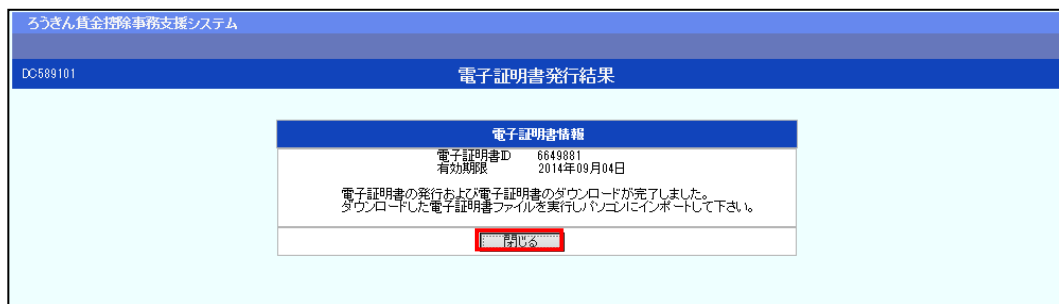 ろうきん賃金控除事務支援システム
DC589101
電子証明書発行結果
電子証明書情報
電子証明書ID 6649881
有効期限 2014年09月04日
電子証明書の発行および電子証明書のダウンロードが完了しました。
ダウンロードした電子証明書ファイルを実行しパソコンにインポートして下さい。
閉じる